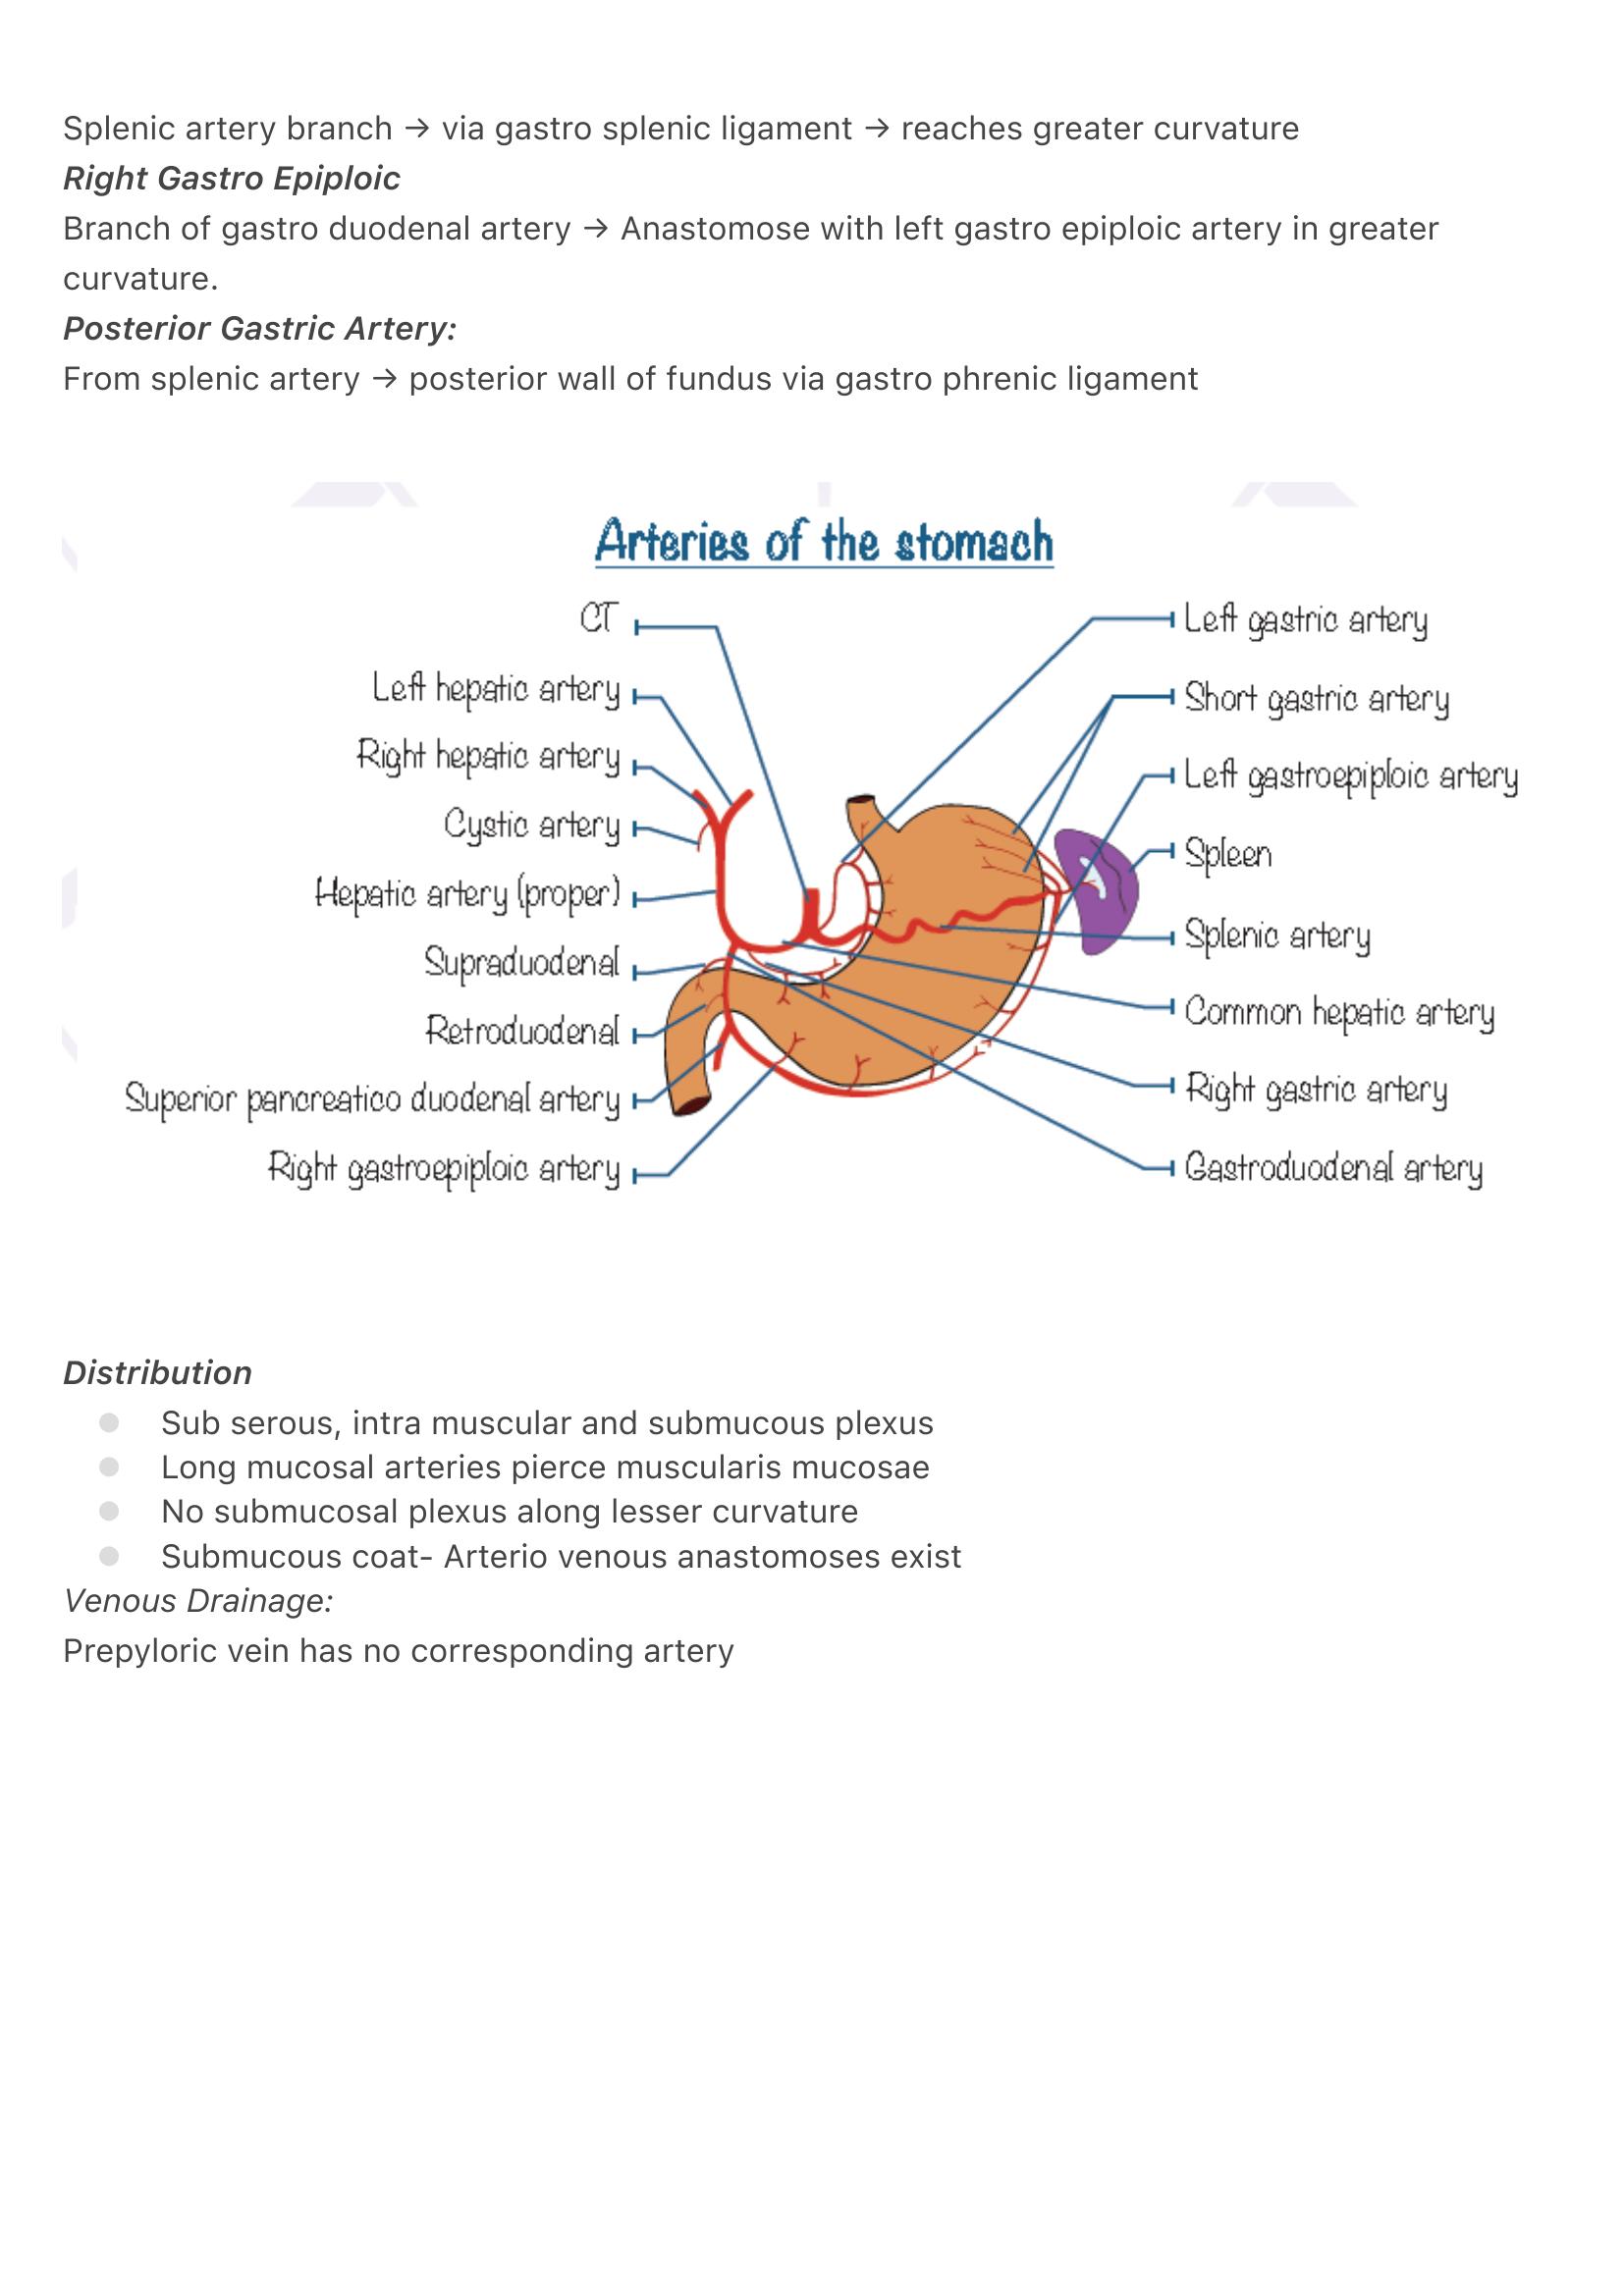 Splenic artery branch → via gastro splenic ligament → reaches greater curvature
Right Gastro Epiploic
Branch of gastro duodenal artery → Anastomose with left gastro epiploic artery in greater
curvature.
Posterior Gastric Artery:
From splenic artery → posterior wall of fundus via gastro phrenic ligament
Arteries of the stomach
CT
Left hepatic artery
Right hepatic artery
Cystic artery
Hepatic artery (proper)
Supraduodenal
Retroduodenal
Superior pancreatico duodenal artery
Right gastroepiploic artery
Left gastric artery
Short gastric artery
Left gastroepiploic artery
Spleen
Splenic artery
Common hepatic artery
Right gastric artery
Gastroduodenal artery
Distribution
Sub serous, intra muscular and submucous plexus
Long mucosal arteries pierce muscularis mucosae
No submucosal plexus along lesser curvature
Submucous coat- Arterio venous anastomoses exist
Venous Drainage:
Prepyloric vein has no corresponding artery